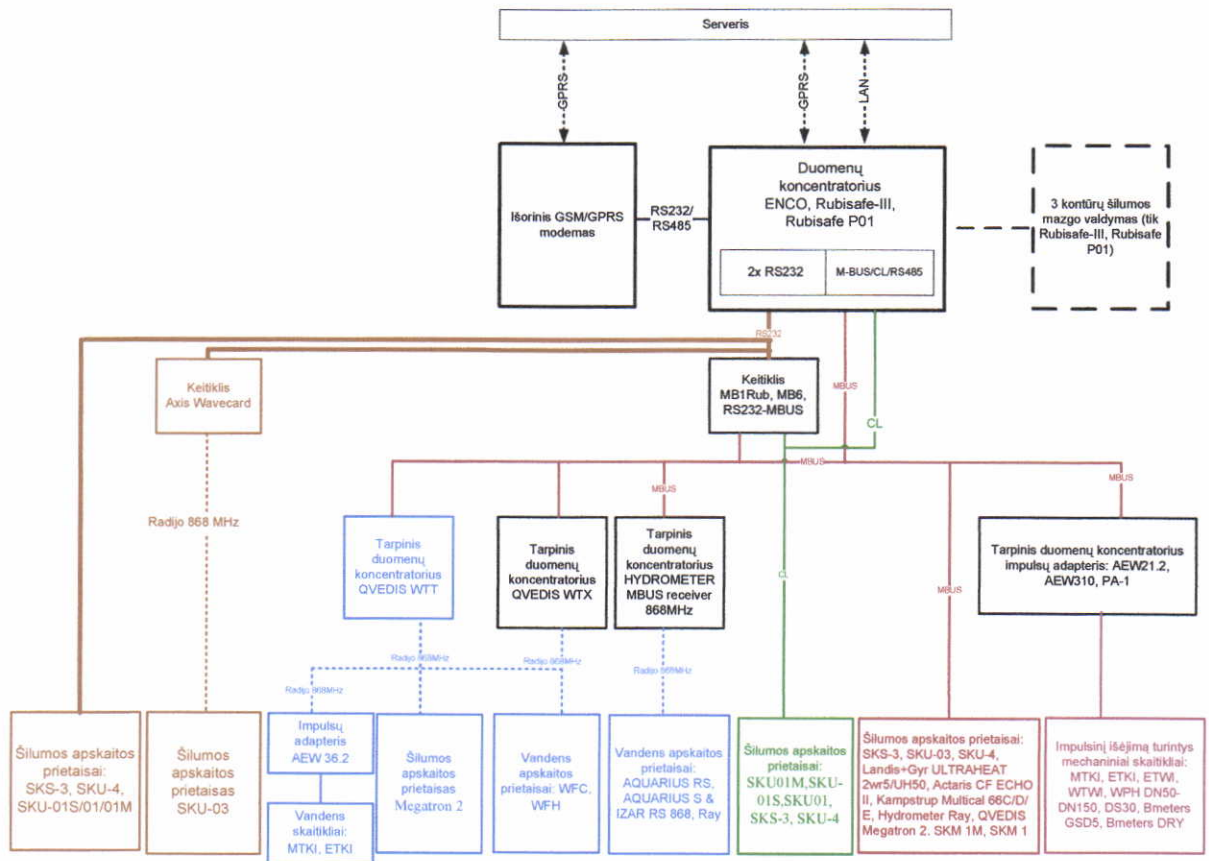 Serveris
GPRS
GPRS
LAN
Išorinis GSM/GPRS
modemas
RS232/
RS485
Duomenų
koncentratorius
ENCO, Rubisafe-III,
Rubisafe P01
2x RS232
M-BUS/CL/RS485
3 kontūrų šilumos
mazgo valdymas (tik
Rubisafe-III, Rubisafe
P01)
RS232
Keitiklis
Axis Wavecard
Keitiklis
MB1Rub, MB6,
RS232-MBUS
MBUS
CL
MBUS
MBUS
MBUS
Radijo 868 MHz
Tarpinis
duomenų
koncentratorius
QVEDIS WTT
Tarpinis
duomenų
koncentratorius
QVEDIS WTX
Tarpinis
duomenų
koncentratorius
HYDROMETER
MBUS receiver
868MHz
CL
MBUS
Tarpinis duomenų koncentratorius
impulsų adapteris: AEW21.2,
AEW310, PA-1
Radijo 868MHz
Radijo 868MHz
Radijo 868MHz
Radijo 868MHz
Šilumos apskaitos
prietaisai:
SKS-3, SKU-4,
SKU-01S/01/01M
Šilumos
apskaitos
prietaisas
SKU-03
Impulsų
adapteris
AEW 36.2
Vandens
skaitikliai:
MTKI, ETKI
Šilumos
apskaitos
prietaisas
Megatron 2
Vandens
apskaitos
prietaisai: WFC,
WFH
Vandens apskaitos
prietaisai:
AQUARIUS RS,
AQUARIUS S &
IZAR RS 868, Ray
Šilumos apskaitos
prietaisai:
SKU01M,SKU-
01S,SKU01,
SKS-3, SKU-4
Šilumos apskaitos prietaisai:
SKS-3, SKU-03, SKU-4,
Landis+Gyr ULTRAHEAT
2wr5/UH50, Actaris CF ECHO
II, Kampstrup Multical 66C/D/
E, Hydrometer Ray, QVEDIS
Megatron 2. SKM 1M, SKM 1
Impulsinį išėjimą turintys
mechaniniai skaitikliai:
MTKI, ETKI, ETWI,
WTWI, WPH DN50-
DN150, DS30, Bmeters
GSD5, Bmeters DRY